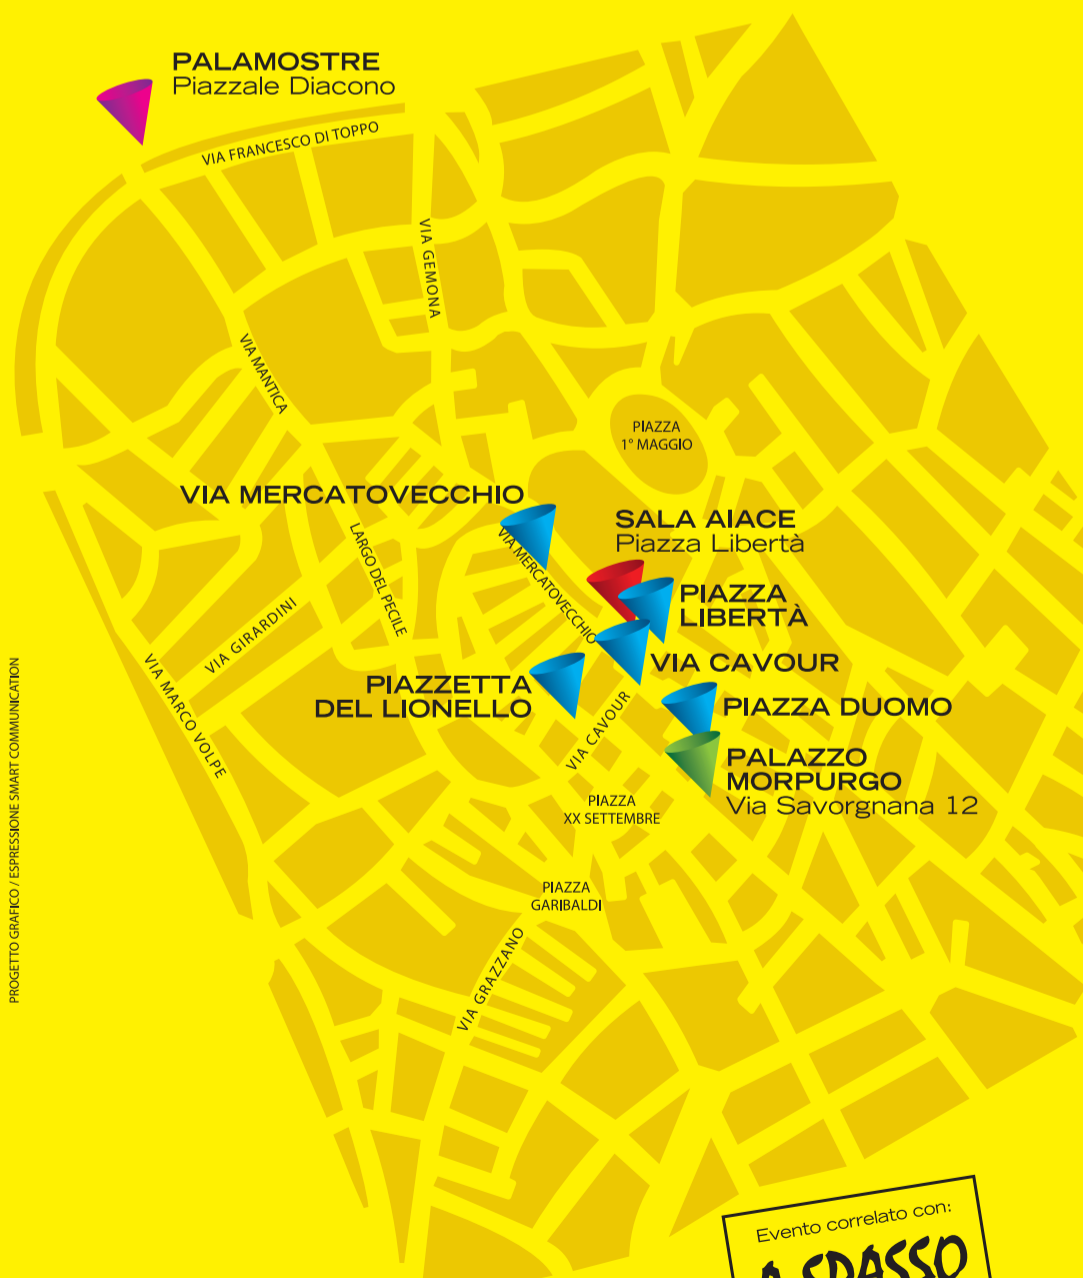 PALAMOSTRE
Piazzale Diacono
VIA FRANCESCO DI TOPPO
VIA GEMONA
VIA MANTICA
PIAZZA
1° MAGGIO
VIA MERCATOVECCHIO
VIA MERCATOVECCHIO
SALA AIACE
Piazza Libertà
LARGO DEL PECILE
PIAZZA
LIBERTÀ
VIA GIRARDINI
VIA CAVOUR
VIA MARCO VOLPE
PIAZZETTA
DEL LIONELLO
VIA CAVOUR
PIAZZA DUOMO
PALAZZO
MORPURGO
Via Savorgnana 12
PIAZZA
XX SETTEMBRE
PIAZZA
GARIBALDI
VIA GRAZZANO
PROGETTO GRAFICO / ESPRESSIONE SMART COMMUNICATION
Evento correlato con:
A SPASSO